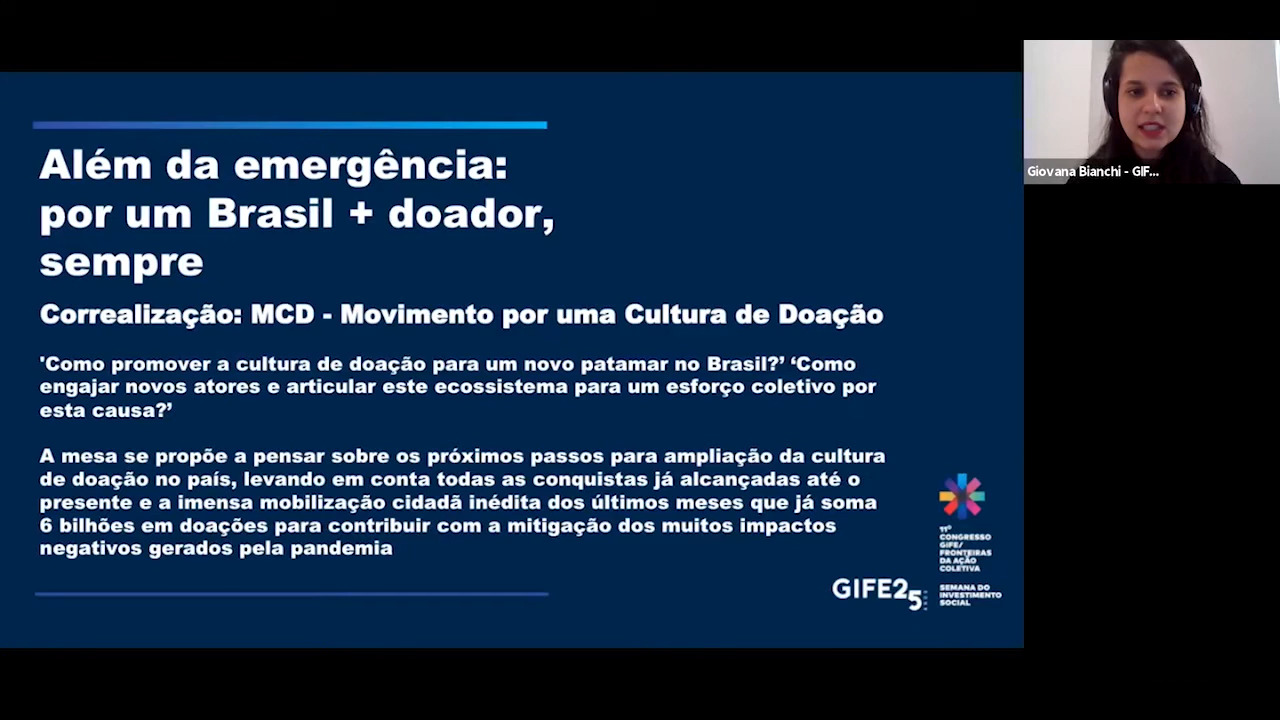 Além da emergência:
por um Brasil + doador,
sempre
Correalização: MCD - Movimento por uma Cultura de Doação
'Como promover a cultura de doação para um novo patamar no Brasil?’ ‘Como
engajar novos atores e articular este ecossistema para um esforço coletivo por
esta causa?’
A mesa se propõe a pensar sobre os próximos passos para ampliação da cultura
de doação no país, levando em conta todas as conquistas já alcançadas até o
presente e a imensa mobilização cidadã inédita dos últimos meses que já soma
6 bilhões em doações para contribuir com a mitigação dos muitos impactos
negativos gerados pela pandemia
GIFE25
ANOS
11º
CONGRESSO
GIFE/
FRONTEIRAS
DA AÇÃO
COLETIVA
SEMANA DO
INVESTIMENTO
SOCIAL
Giovana Bianchi - GIF...